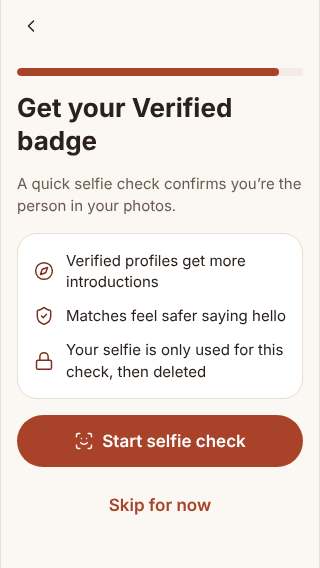 Get your Verified
badge
A quick selfie check confirms you’re the
person in your photos.
Verified profiles get more
introductions
Matches feel safer saying hello
Your selfie is only used for this
check, then deleted
Start selfie check
Skip for now